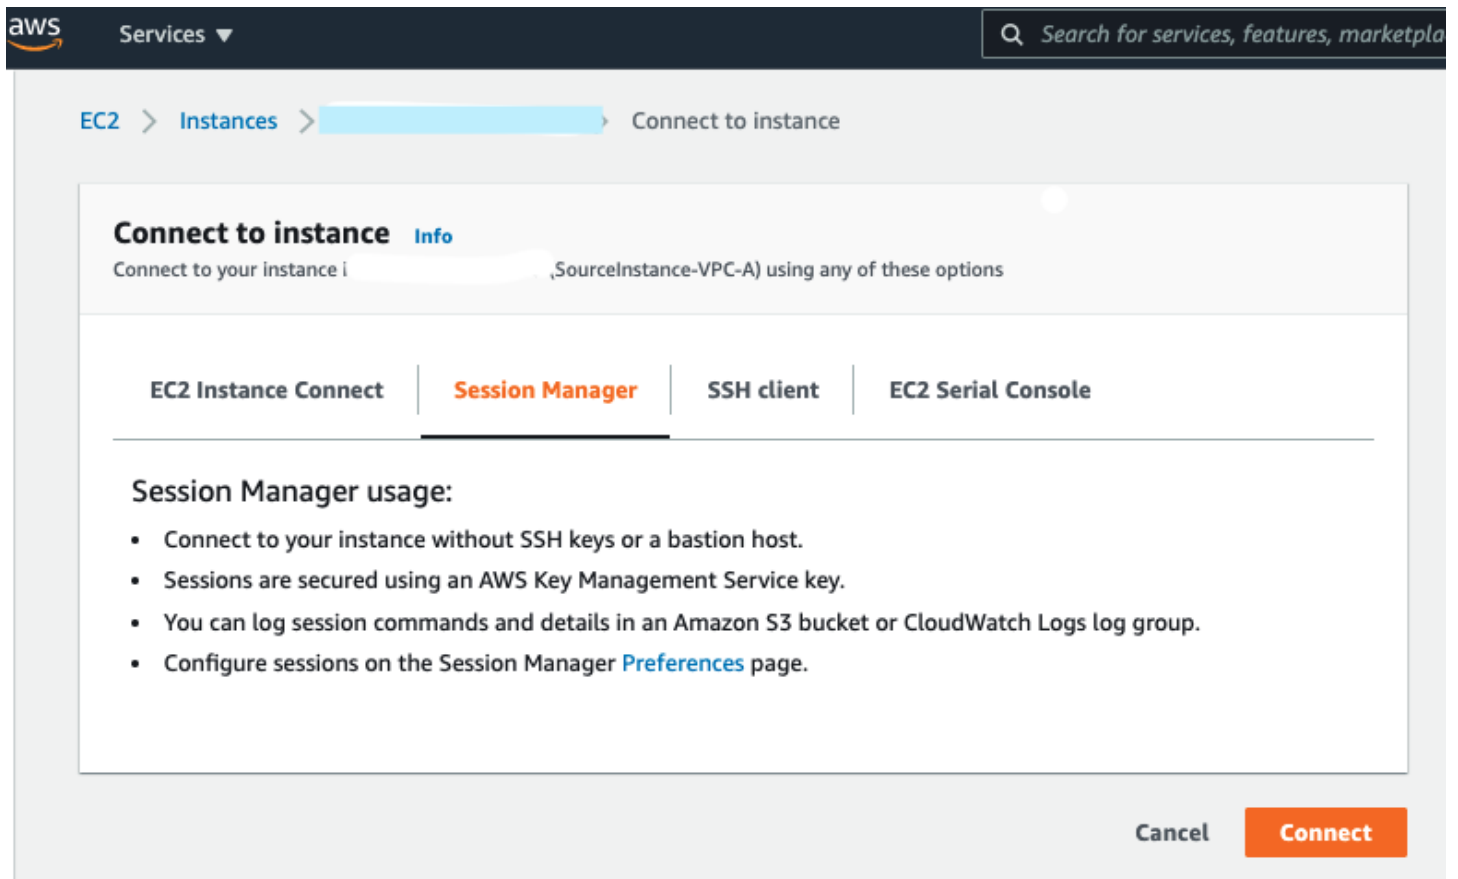 aws Services ▼ Search for services, features, marketpla
EC2 > Instances > Connect to instance
Connect to instance Info
Connect to your instance i (SourceInstance-VPC-A) using any of these options
EC2 Instance Connect Session Manager SSH client EC2 Serial Console
Session Manager usage:
• Connect to your instance without SSH keys or a bastion host.
• Sessions are secured using an AWS Key Management Service key.
• You can log session commands and details in an Amazon S3 bucket or CloudWatch Logs log group.
• Configure sessions on the Session Manager Preferences page.
Cancel Connect